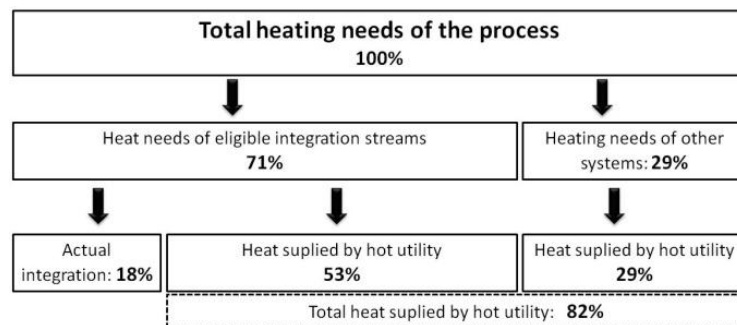 Total heating needs of the process
100%
Heat needs of eligible integration streams
71%
Heating needs of other
systems: 29%
Actual
integration: 18%
Heat suplied by hot utility
53%
Heat suplied by hot utility
29%
Total heat suplied by hot utility: 82%